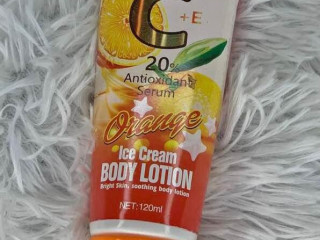 C +E
20%
Antioxidant
Serum
Orange
Ice Cream
BODY LOTION
Bright Skin, soothing body lotion
NET:120ml